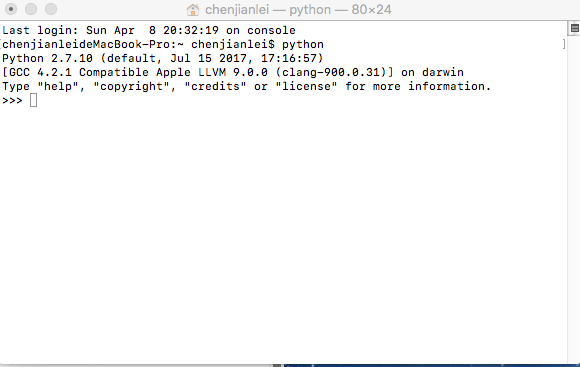 chenjianlei — python — 80×24
Last login: Sun Apr  8 20:32:19 on console
[chenjianleideMacBook-Pro:~ chenjianlei$ python ]
Python 2.7.10 (default, Jul 15 2017, 17:16:57)
[GCC 4.2.1 Compatible Apple LLVM 9.0.0 (clang-900.0.31)] on darwin
Type "help", "copyright", "credits" or "license" for more information.
>>>